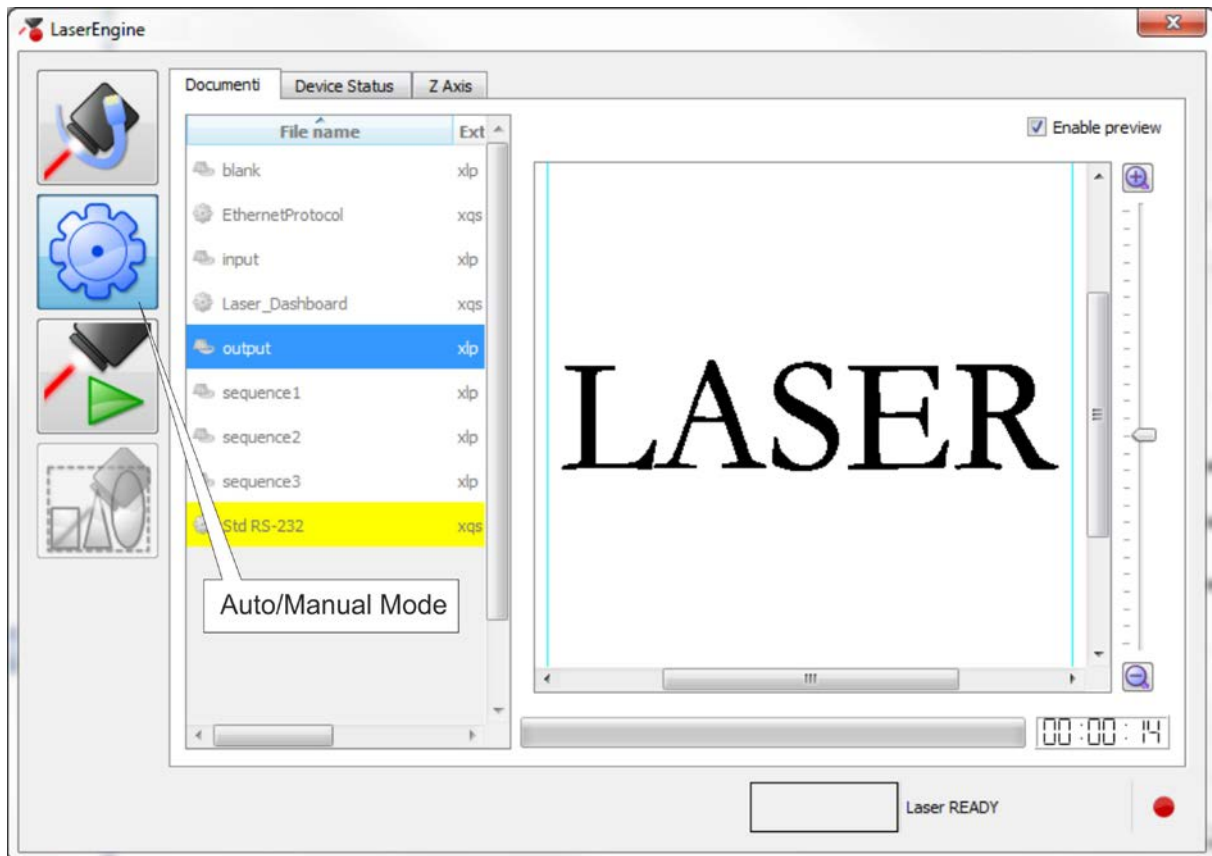 LaserEngine
Documenti Device Status Z Axis
File name Ext
Enable preview
blank xlp
EthernetProtocol xqs
input xlp
Laser_Dashboard xqs
output xlp
sequence1 xlp
sequence2 xlp
sequence3 xlp
Std RS-232 xqs
LASER
Auto/Manual Mode
00:00:14
Laser READY